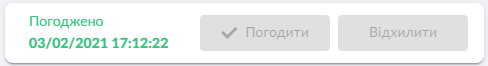 Погоджено
03/02/2021 17:12:22
Погодити
Відхилити